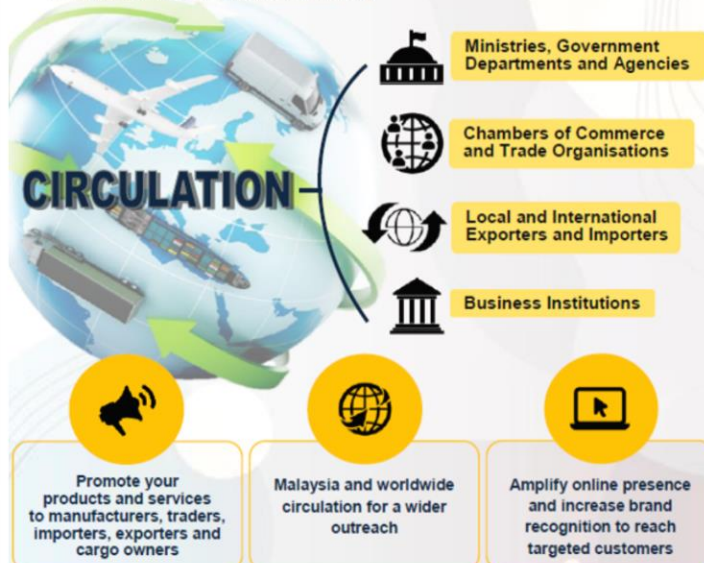 CIRCULATION
Ministries, Government
Departments and Agencies
Chambers of Commerce
and Trade Organisations
Local and International
Exporters and Importers
Business Institutions
Promote your
products and services
to manufacturers, traders,
importers, exporters and
cargo owners
Malaysia and worldwide
circulation for a wider
outreach
Amplify online presence
and increase brand
recognition to reach
targeted customers